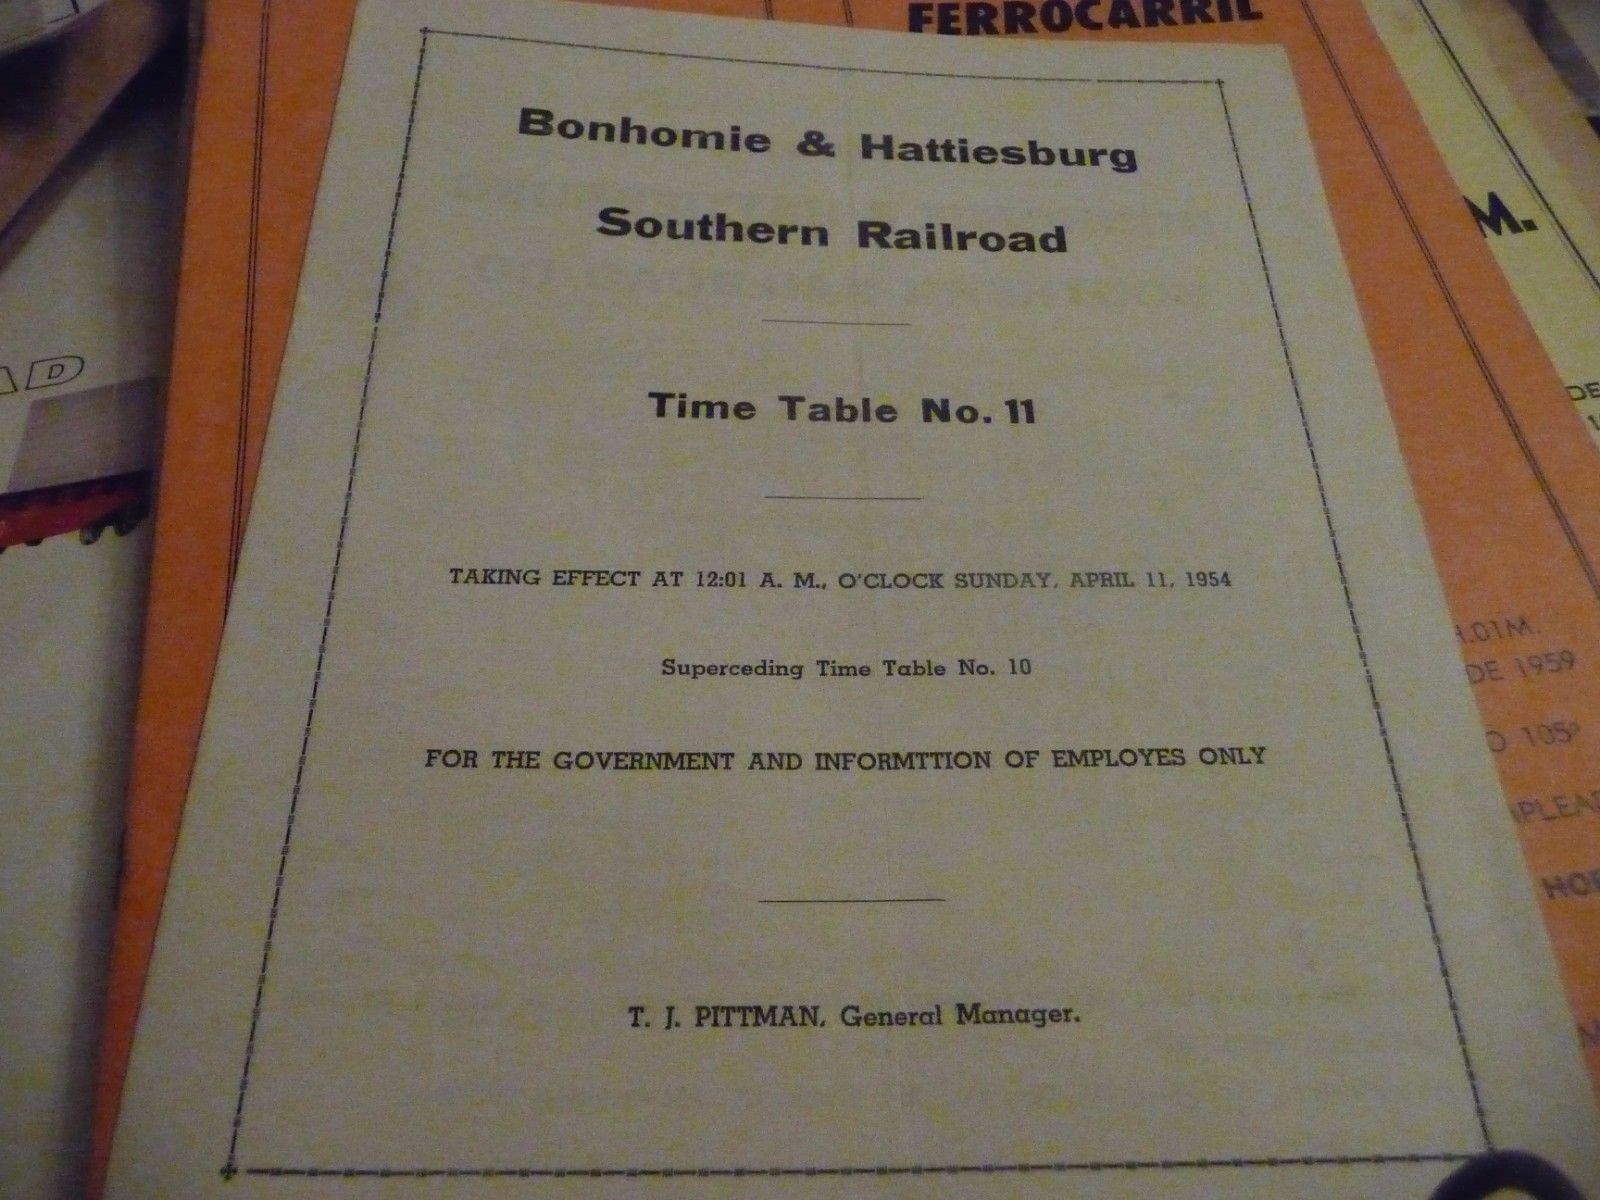 FERROCARRIL
Bonhomie & Hattiesburg
Southern Railroad
Time Table No. 11
TAKING EFFECT AT 12:01 A. M., O'CLOCK SUNDAY, APRIL 11, 1954
Superceding Time Table No. 10
FOR THE GOVERNMENT AND INFORMTTION OF EMPLOYES ONLY
T. J. PITTMAN, General Manager.
M.
DE
DE 1959